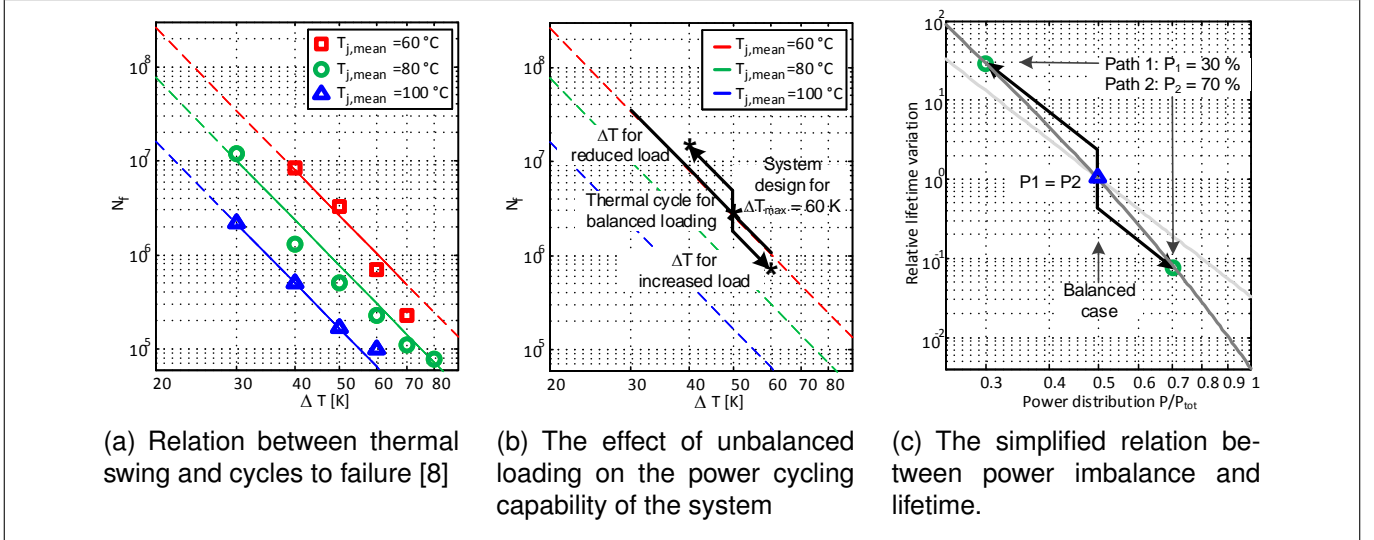 10^8
10^7
10^6
10^5
N_f
T_j,mean =60 °C
T_j,mean =80 °C
T_j,mean =100 °C
20 30 40 50 60 70 80
Δ T [K]
(a) Relation between thermal
swing and cycles to failure [8]
10^8
10^7
10^6
10^5
N_f
T_j,mean =60 °C
T_j,mean =80 °C
T_j,mean =100 °C
ΔT for
reduced load
System
design for
ΔT_max = 60 K
Thermal cycle for
balanced loading
ΔT for
increased load
20 30 40 50 60 70 80
Δ T [K]
(b) The effect of unbalanced
loading on the power cycling
capability of the system
10^2
10^1
10^0
10^-1
10^-2
Relative lifetime variation
Path 1: P_1 = 30 %
Path 2: P_2 = 70 %
P1 = P2
Balanced
case
0.3 0.4 0.5 0.6 0.7 0.8 0.9 1
Power distribution P/P_tot
(c) The simplified relation be-
tween power imbalance and
lifetime.